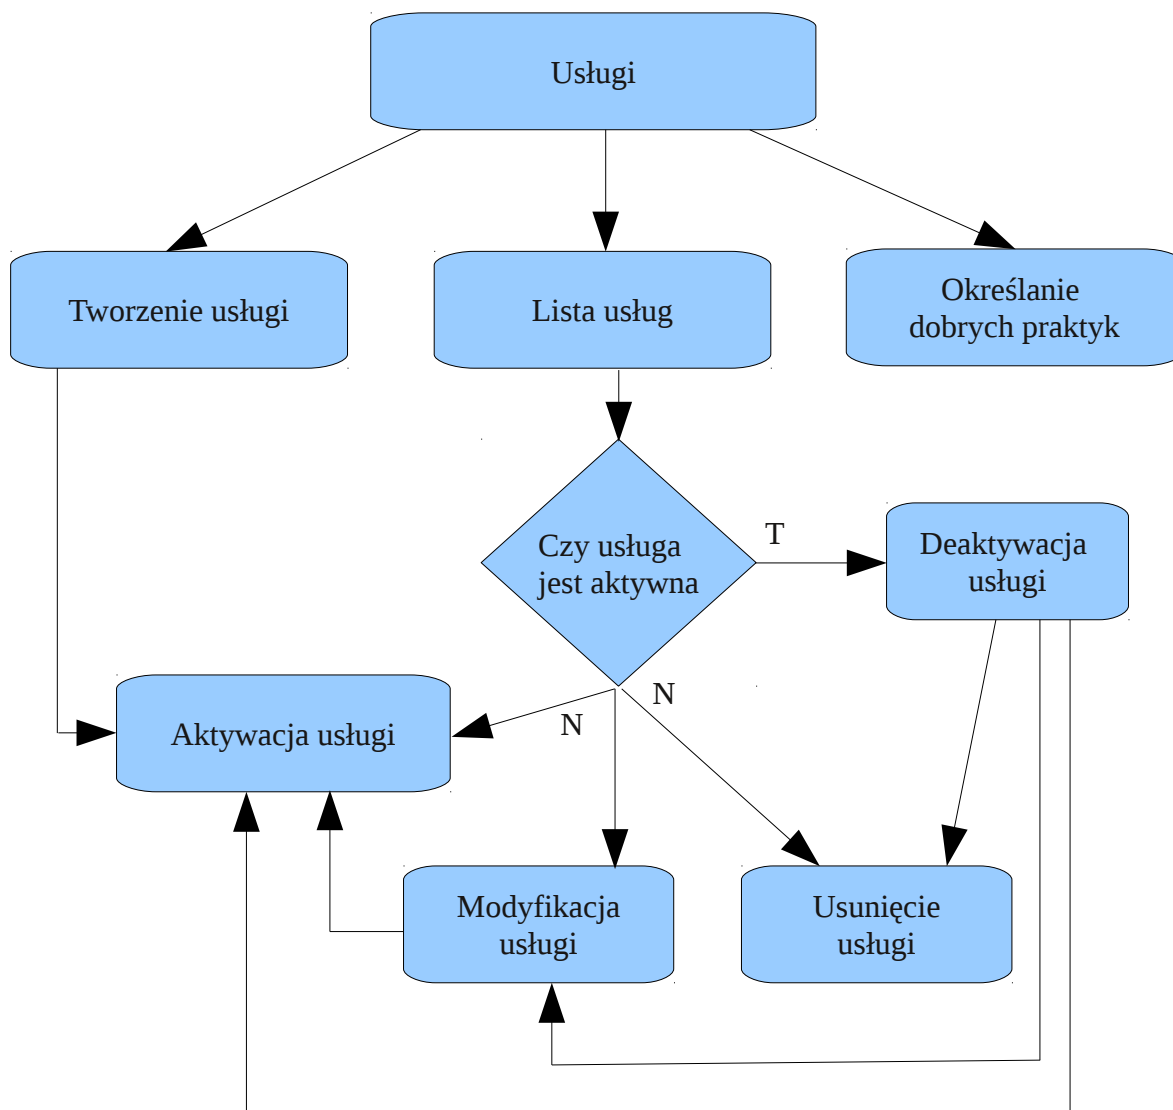 Usługi
Tworzenie usługi
Lista usług
Określanie
dobrych praktyk
Czy usługa
jest aktywna
T
Deaktywacja
usługi
N
N
Aktywacja usługi
Modyfikacja
usługi
Usunięcie
usługi